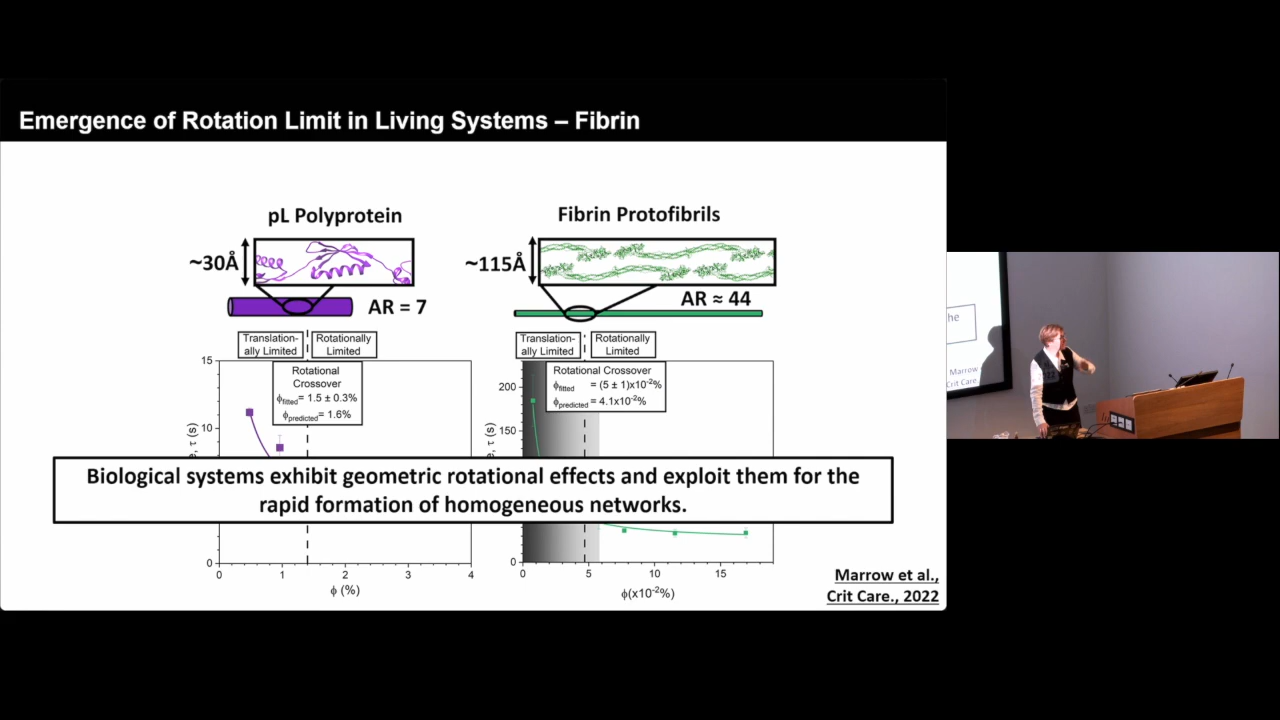 Emergence of Rotation Limit in Living Systems – Fibrin
pL Polyprotein
Fibrin Protofibrils
~30Å
~115Å
AR = 7
AR ≈ 44
Translation-
ally Limited
Rotationally
Limited
Translation-
ally Limited
Rotationally
Limited
Rotational
Crossover
ϕfitted= 1.5 ± 0.3%
ϕpredicted= 1.6%
Rotational Crossover
ϕfitted = (5 ± 1)x10-2%
ϕpredicted = 4.1x10-2%
15
10
0
e, τ (s)
200
150
0
e, τ (s)
Biological systems exhibit geometric rotational effects and exploit them for the
rapid formation of homogeneous networks.
0 1 2 3 4
ϕ (%)
0 5 10 15
ϕ(x10-2%)
Marrow et al.,
Crit Care., 2022
he
Marrow
Crit Care.